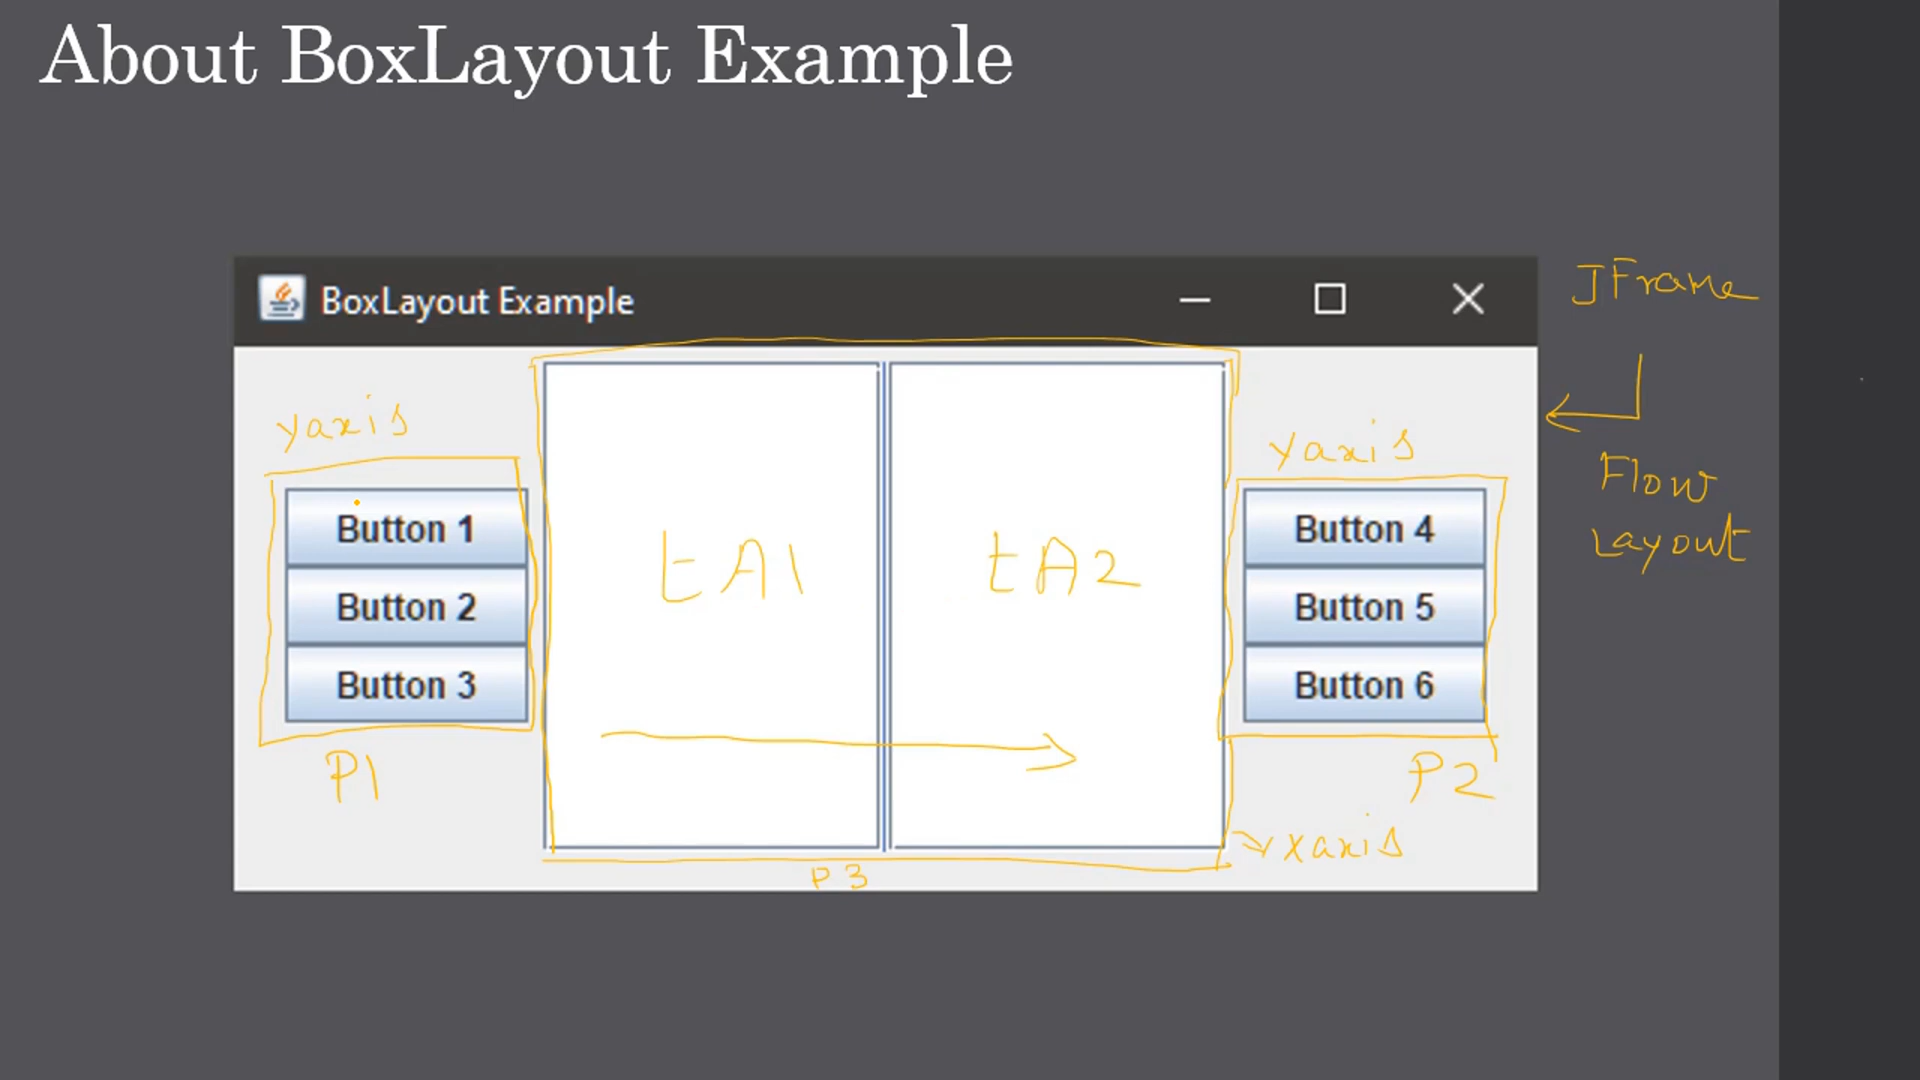 About BoxLayout Example
BoxLayout Example
JFrame
yaxis
yaxis
Flow
Layout
Button 1
Button 4
tA1
tA2
Button 2
Button 5
Button 3
Button 6
P1
P2
xaxis
P3